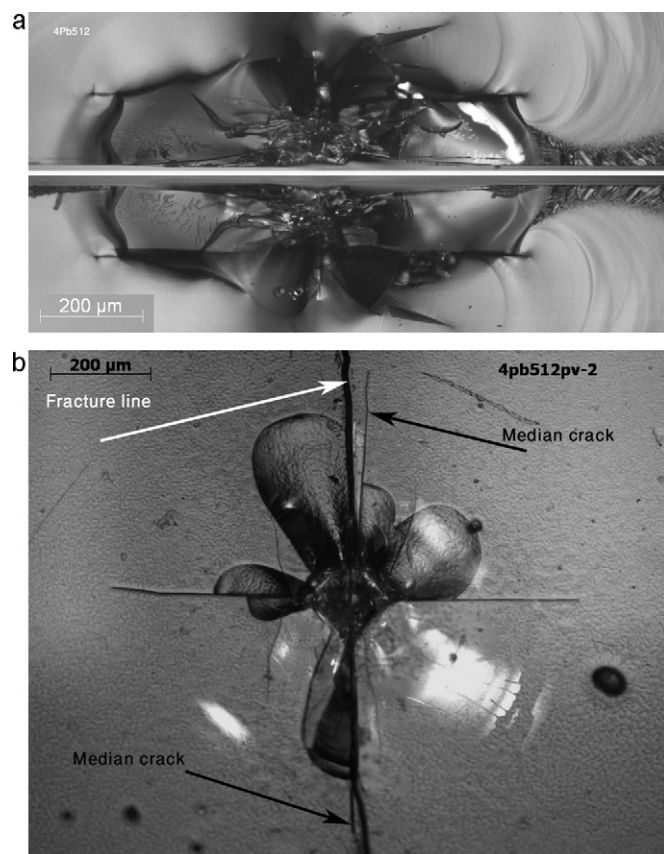 a
4Pb512
200 µm
b
200 µm
4pb512pv-2
Fracture line
Median crack
Median crack